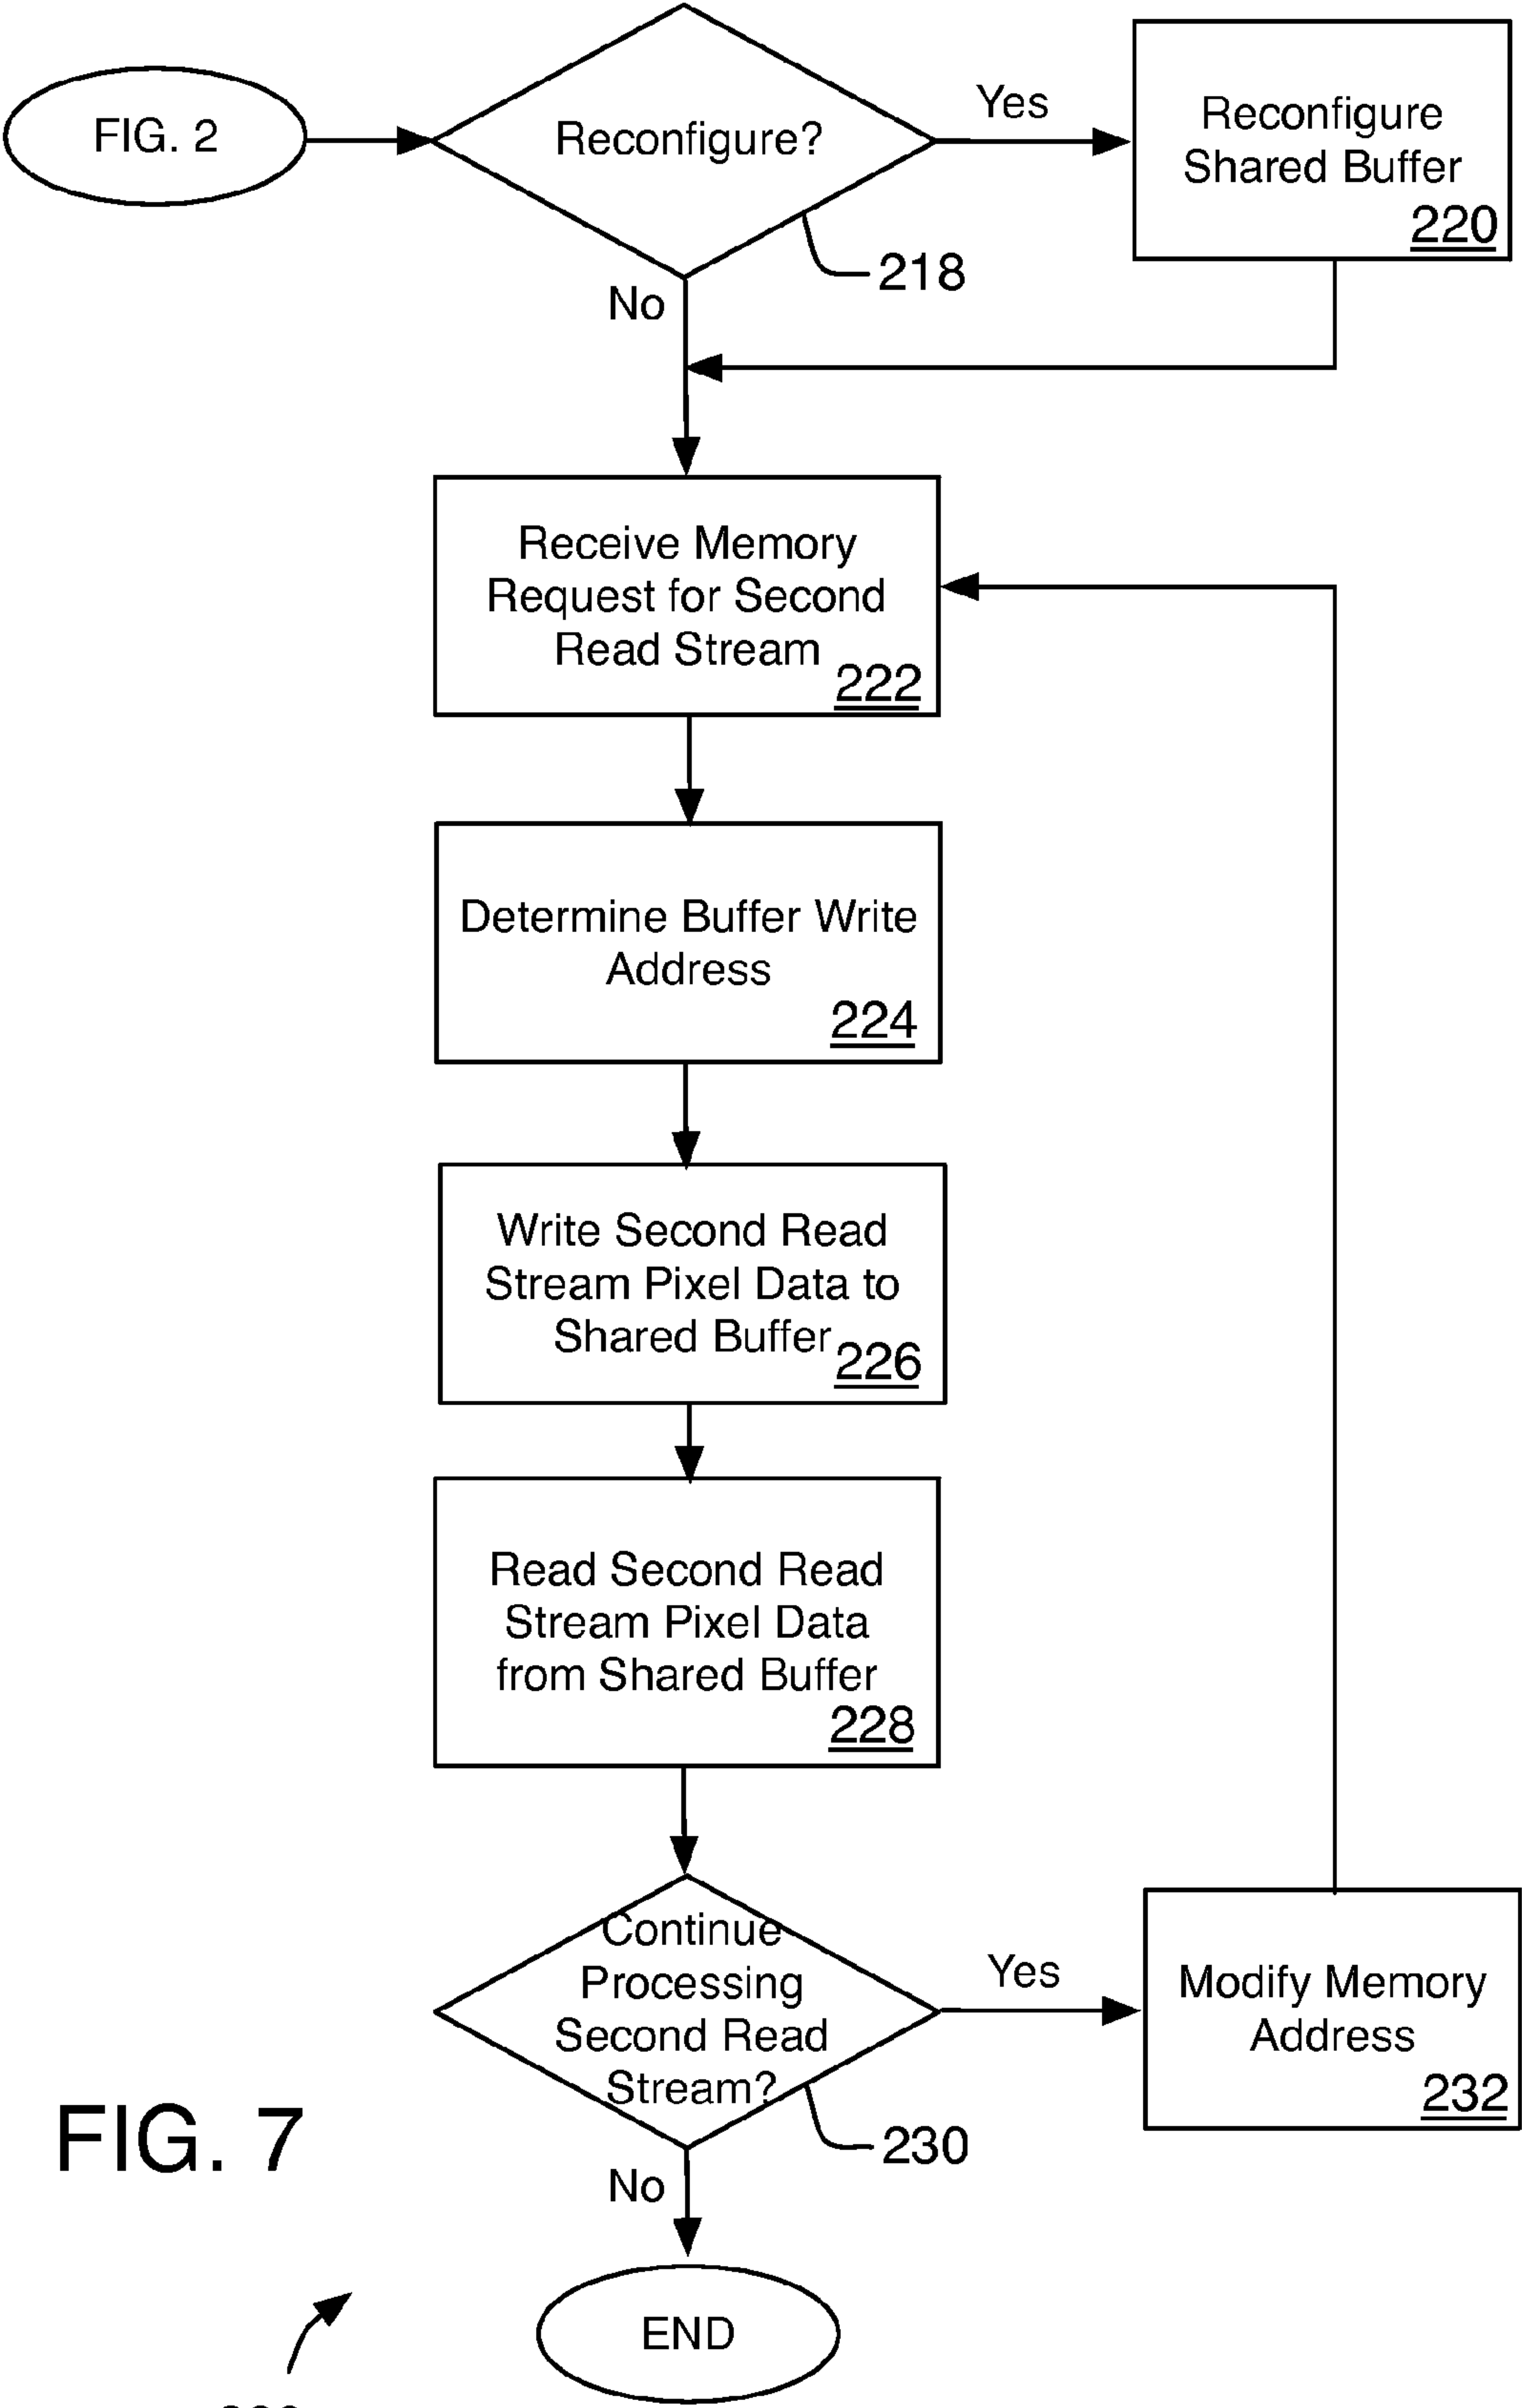 FIG. 2
Reconfigure?
Yes
Reconfigure
Shared Buffer
220
218
No
Receive Memory
Request for Second
Read Stream
222
Determine Buffer Write
Address
224
Write Second Read
Stream Pixel Data to
Shared Buffer
226
Read Second Read
Stream Pixel Data
from Shared Buffer
228
Continue
Processing
Second Read
Stream?
Yes
Modify Memory
Address
232
230
No
FIG. 7
END